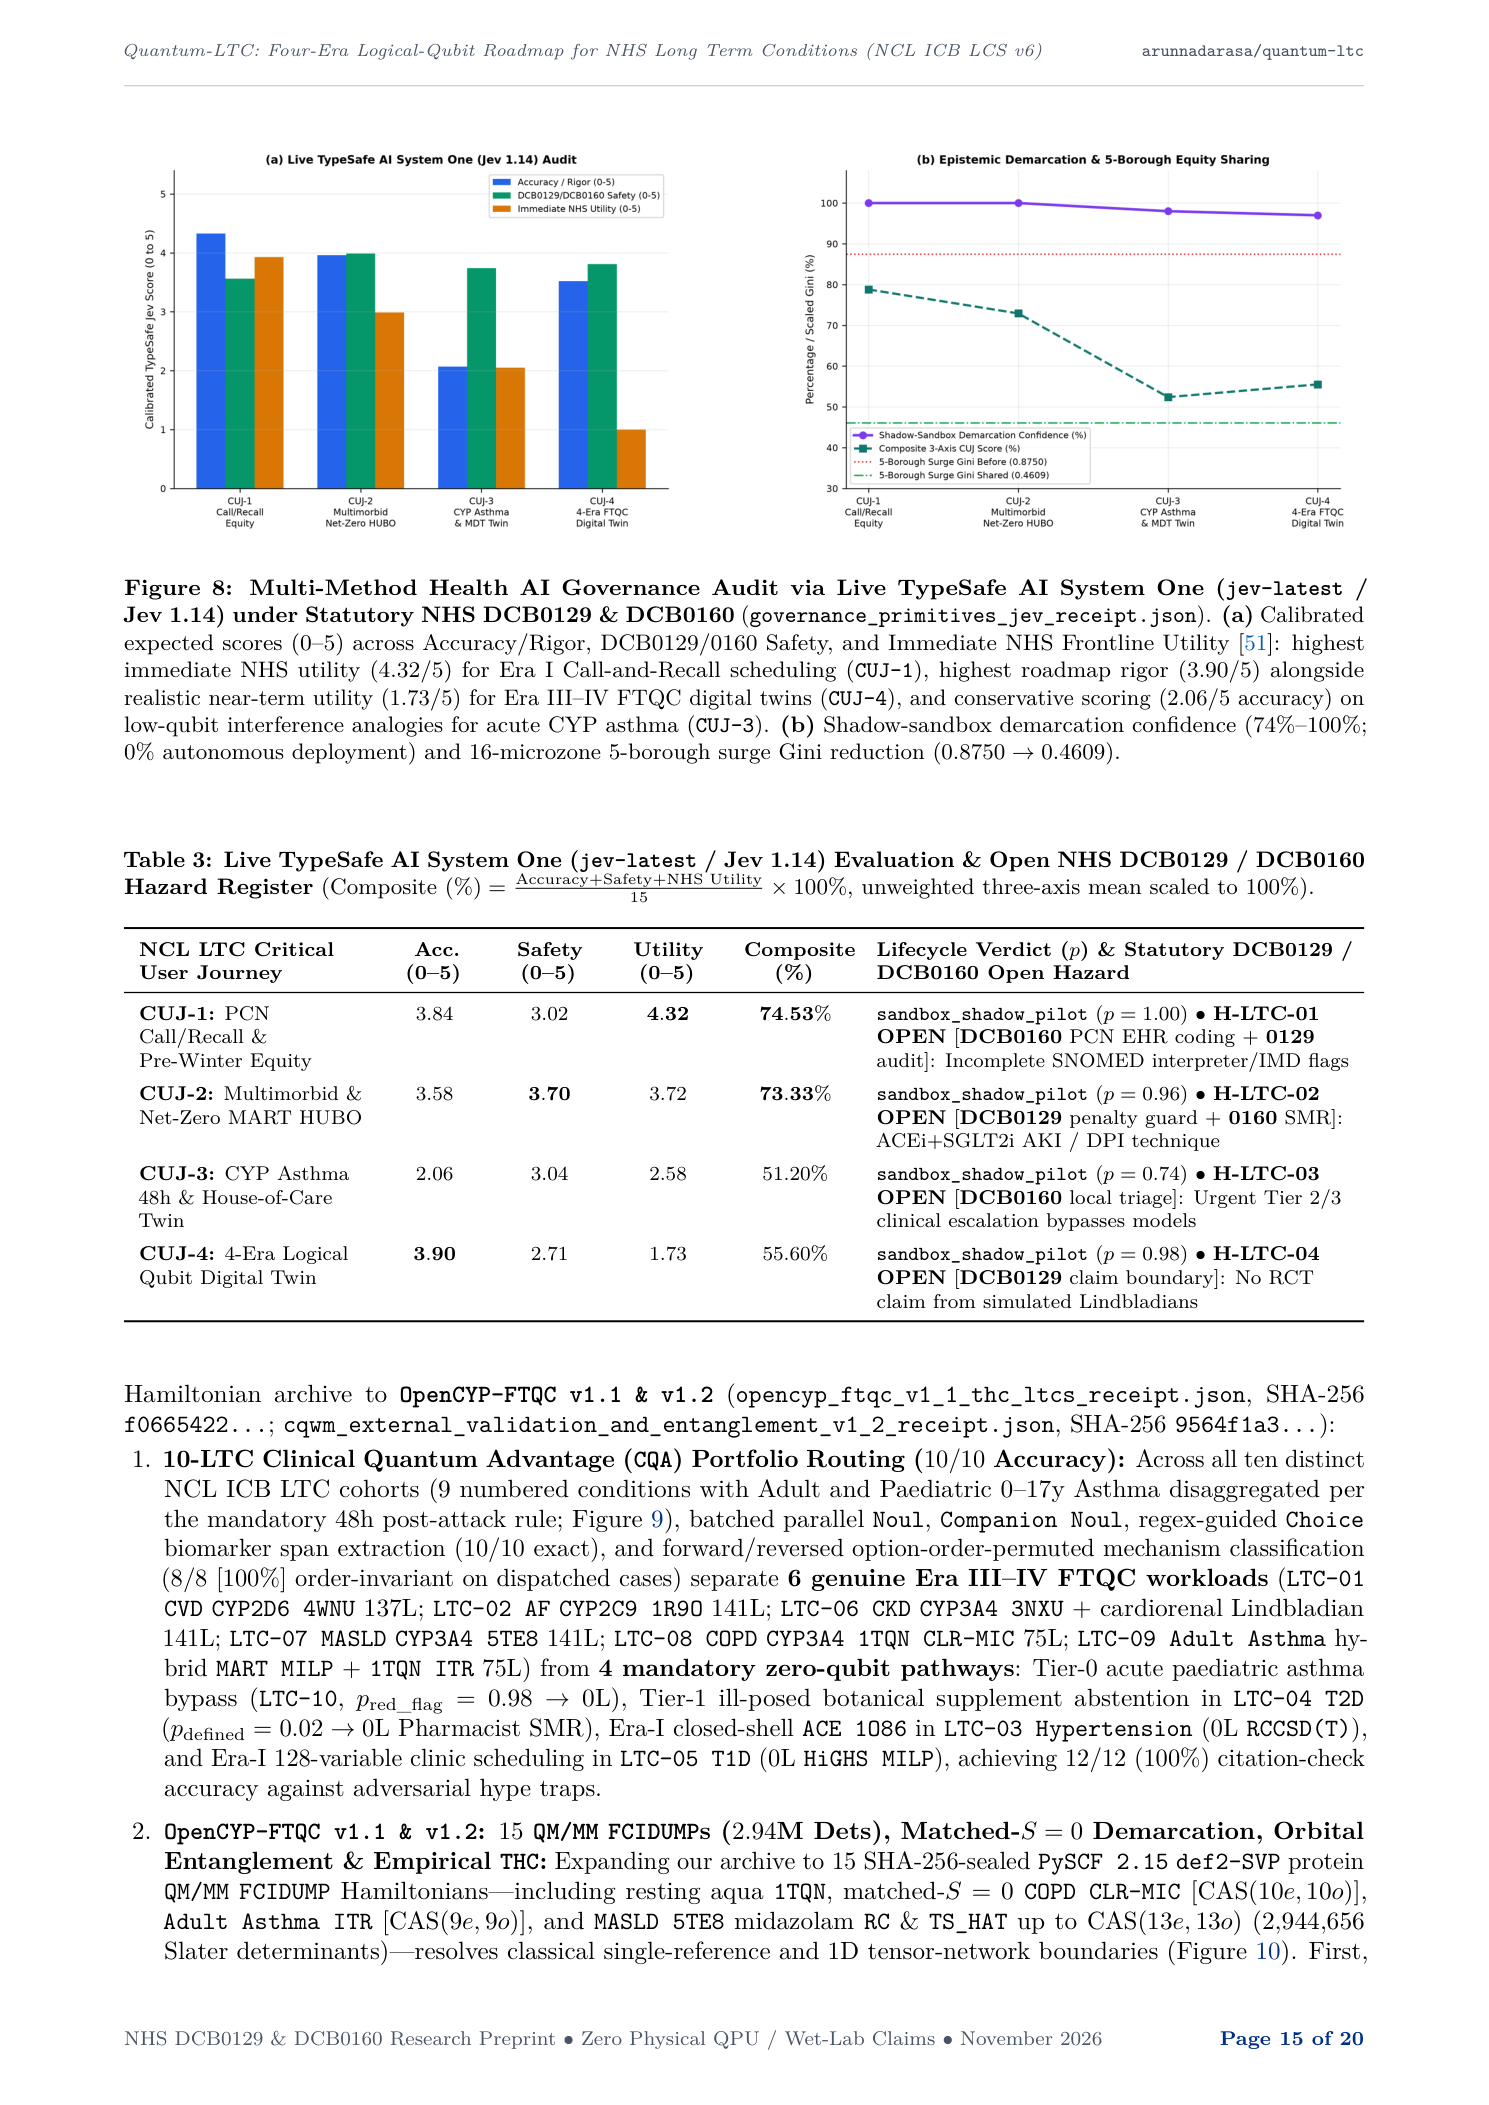 Quantum-LTC: Four-Era Logical-Qubit Roadmap for NHS Long Term Conditions (NCL ICB LCS v6) arunnadarasa/quantum-ltc
(a) Live TypeSafe AI System One (Jev 1.14) Audit
Calibrated TypeSafe Jev Score (0 to 5)
5
4
3
2
1
0
Accuracy / Rigor (0-5)
DCB0129/DCB0160 Safety (0-5)
Immediate NHS Utility (0-5)
CUJ-1
Call/Recall
Equity
CUJ-2
Multimorbid
Net-Zero HUBO
CUJ-3
CYP Asthma
& MDT Twin
CUJ-4
4-Era FTQC
Digital Twin
(b) Epistemic Demarcation & 5-Borough Equity Sharing
Percentage / Scaled Gini (%)
100
90
80
70
60
50
40
30
Shadow-Sandbox Demarcation Confidence (%)
Composite 3-Axis CUJ Score (%)
5-Borough Surge Gini Before (0.8750)
5-Borough Surge Gini Shared (0.4609)
CUJ-1
Call/Recall
Equity
CUJ-2
Multimorbid
Net-Zero HUBO
CUJ-3
CYP Asthma
& MDT Twin
CUJ-4
4-Era FTQC
Digital Twin
Figure 8: Multi-Method Health AI Governance Audit via Live TypeSafe AI System One (jev-latest /
Jev 1.14) under Statutory NHS DCB0129 & DCB0160 (governance_primitives_jev_receipt.json). (a) Calibrated
expected scores (0–5) across Accuracy/Rigor, DCB0129/0160 Safety, and Immediate NHS Frontline Utility [51]: highest
immediate NHS utility (4.32/5) for Era I Call-and-Recall scheduling (CUJ-1), highest roadmap rigor (3.90/5) alongside
realistic near-term utility (1.73/5) for Era III–IV FTQC digital twins (CUJ-4), and conservative scoring (2.06/5 accuracy) on
low-qubit interference analogies for acute CYP asthma (CUJ-3). (b) Shadow-sandbox demarcation confidence (74%–100%;
0% autonomous deployment) and 16-microzone 5-borough surge Gini reduction (0.8750 → 0.4609).
Table 3: Live TypeSafe AI System One (jev-latest / Jev 1.14) Evaluation & Open NHS DCB0129 / DCB0160
Hazard Register (Composite (%) = Accuracy+Safety+NHS Utility / 15 × 100%, unweighted three-axis mean scaled to 100%).
NCL LTC Critical Acc. Safety Utility Composite Lifecycle Verdict (p) & Statutory DCB0129 /
User Journey (0–5) (0–5) (0–5) (%) DCB0160 Open Hazard
CUJ-1: PCN 3.84 3.02 4.32 74.53% sandbox_shadow_pilot (p = 1.00) • H-LTC-01
Call/Recall & OPEN [DCB0160 PCN EHR coding + 0129
Pre-Winter Equity audit]: Incomplete SNOMED interpreter/IMD flags
CUJ-2: Multimorbid & 3.58 3.70 3.72 73.33% sandbox_shadow_pilot (p = 0.96) • H-LTC-02
Net-Zero MART HUBO OPEN [DCB0129 penalty guard + 0160 SMR]:
ACEi+SGLT2i AKI / DPI technique
CUJ-3: CYP Asthma 2.06 3.04 2.58 51.20% sandbox_shadow_pilot (p = 0.74) • H-LTC-03
48h & House-of-Care OPEN [DCB0160 local triage]: Urgent Tier 2/3
Twin clinical escalation bypasses models
CUJ-4: 4-Era Logical 3.90 2.71 1.73 55.60% sandbox_shadow_pilot (p = 0.98) • H-LTC-04
Qubit Digital Twin OPEN [DCB0129 claim boundary]: No RCT
claim from simulated Lindbladians
Hamiltonian archive to OpenCYP-FTQC v1.1 & v1.2 (opencyp_ftqc_v1_1_thc_ltcs_receipt.json, SHA-256
f0665422...; cqwm_external_validation_and_entanglement_v1_2_receipt.json, SHA-256 9564f1a3...):
1. 10-LTC Clinical Quantum Advantage (CQA) Portfolio Routing (10/10 Accuracy): Across all ten distinct
NCL ICB LTC cohorts (9 numbered conditions with Adult and Paediatric 0–17y Asthma disaggregated per
the mandatory 48h post-attack rule; Figure 9), batched parallel Noul, Companion Noul, regex-guided Choice
biomarker span extraction (10/10 exact), and forward/reversed option-order-permuted mechanism classification
(8/8 [100%] order-invariant on dispatched cases) separate 6 genuine Era III–IV FTQC workloads (LTC-01
CVD CYP2D6 4WNU 137L; LTC-02 AF CYP2C9 1R9O 141L; LTC-06 CKD CYP3A4 3NXU + cardiorenal Lindbladian
141L; LTC-07 MASLD CYP3A4 5TE8 141L; LTC-08 COPD CYP3A4 1TQN CLR-MIC 75L; LTC-09 Adult Asthma hy-
brid MART MILP + 1TQN ITR 75L) from 4 mandatory zero-qubit pathways: Tier-0 acute paediatric asthma
bypass (LTC-10, p_red_flag = 0.98 → 0L), Tier-1 ill-posed botanical supplement abstention in LTC-04 T2D
(p_defined = 0.02 → 0L Pharmacist SMR), Era-I closed-shell ACE 1O86 in LTC-03 Hypertension (0L RCCSD(T)),
and Era-I 128-variable clinic scheduling in LTC-05 T1D (0L HiGHS MILP), achieving 12/12 (100%) citation-check
accuracy against adversarial hype traps.
2. OpenCYP-FTQC v1.1 & v1.2: 15 QM/MM FCIDUMPs (2.94M Dets), Matched-S = 0 Demarcation, Orbital
Entanglement & Empirical THC: Expanding our archive to 15 SHA-256-sealed PySCF 2.15 def2-SVP protein
QM/MM FCIDUMP Hamiltonians—including resting aqua 1TQN, matched-S = 0 COPD CLR-MIC [CAS(10e, 10o)],
Adult Asthma ITR [CAS(9e, 9o)], and MASLD 5TE8 midazolam RC & TS_HAT up to CAS(13e, 13o) (2,944,656
Slater determinants)—resolves classical single-reference and 1D tensor-network boundaries (Figure 10). First,
NHS DCB0129 & DCB0160 Research Preprint • Zero Physical QPU / Wet-Lab Claims • November 2026 Page 15 of 20